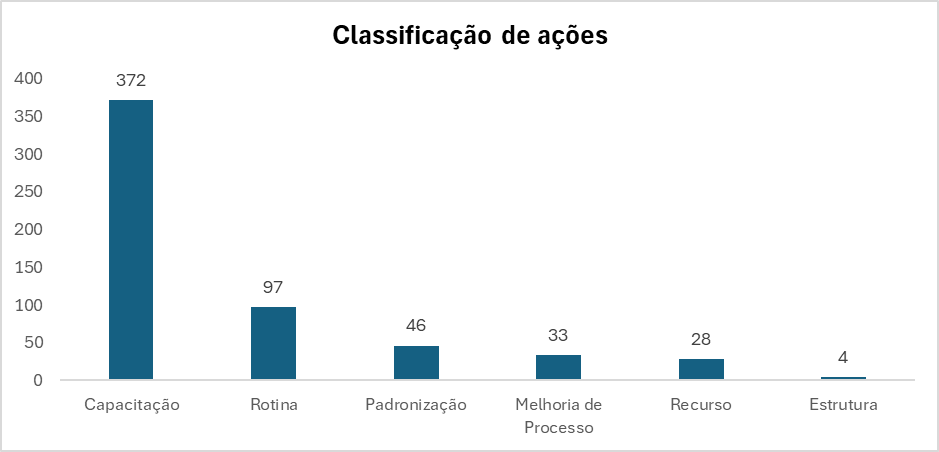 Classificação de ações
400
350
300
250
200
150
100
50
0
372
97
46
33
28
4
Capacitação
Rotina
Padronização
Melhoria de
Processo
Recurso
Estrutura